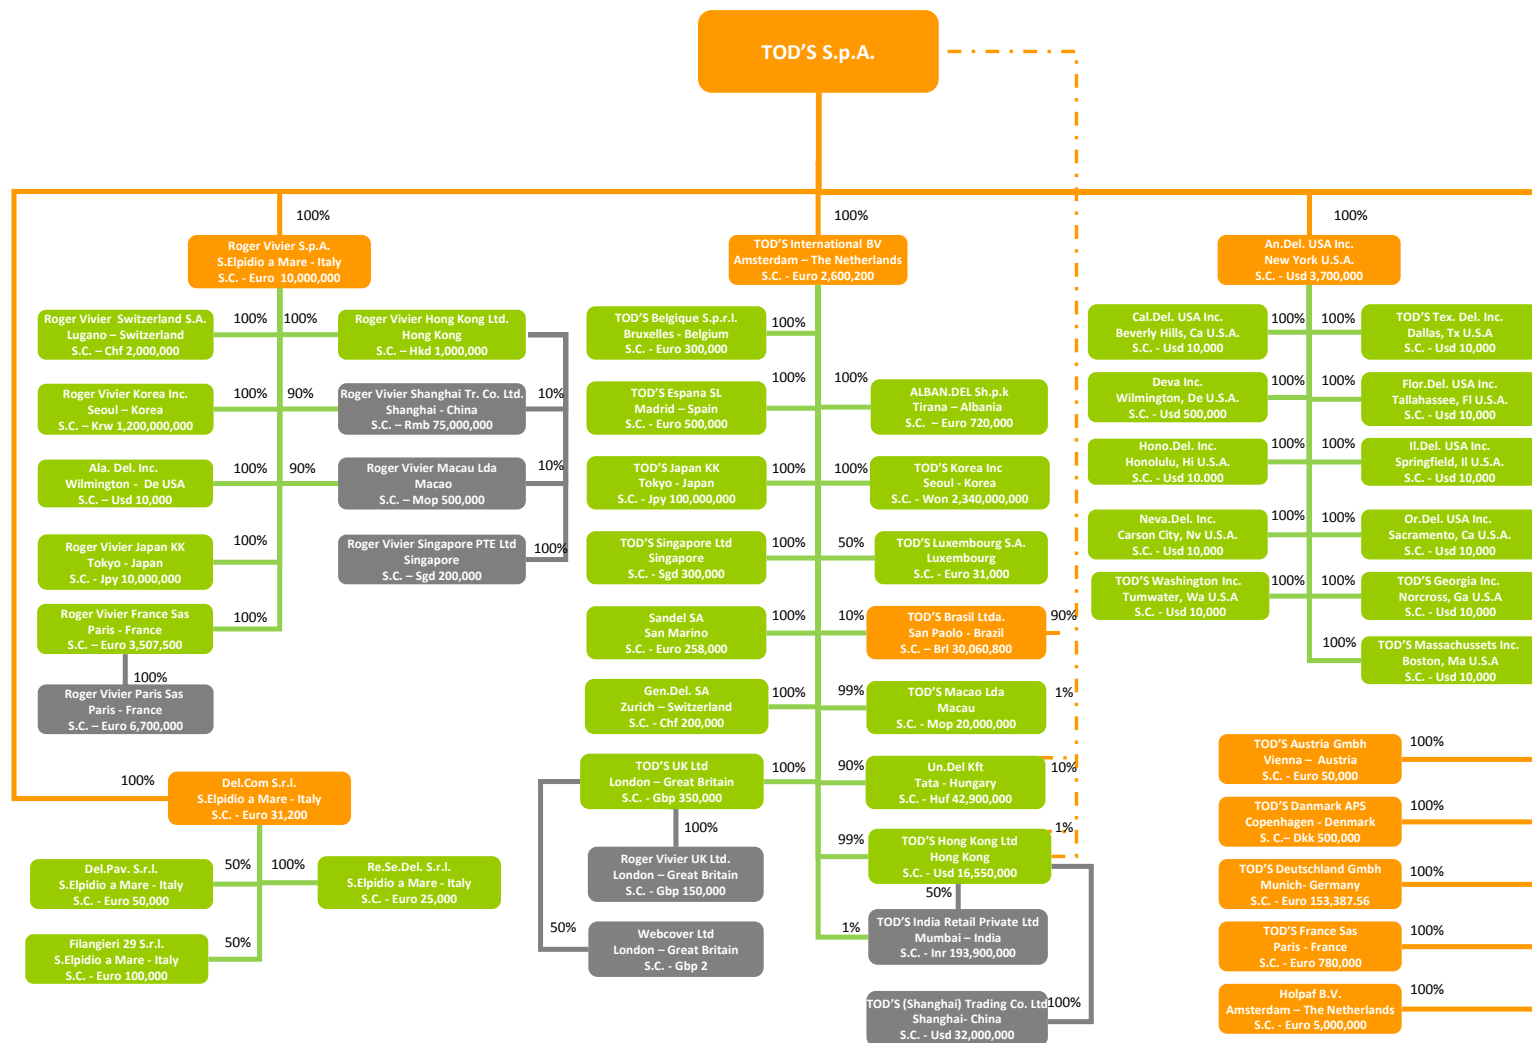 TOD'S S.p.A.
100%
Roger Vivier S.p.A.
S.Elpidio a Mare - Italy
S.C. - Euro 10,000,000
100%
Roger Vivier Switzerland S.A.
Lugano – Switzerland
S.C. – Chf 2,000,000
100%
Roger Vivier Hong Kong Ltd.
Hong Kong
S.C. – Hkd 1,000,000
100%
Roger Vivier Korea Inc.
Seoul – Korea
S.C. – Krw 1,200,000,000
90%
Roger Vivier Shanghai Tr. Co. Ltd.
Shanghai - China
S.C. – Rmb 75,000,000
10%
100%
Ala. Del. Inc.
Wilmington - De USA
S.C. – Usd 10,000
90%
Roger Vivier Macau Lda
Macao
S.C. – Mop 500,000
10%
100%
Roger Vivier Japan KK
Tokyo - Japan
S.C. - Jpy 10,000,000
Roger Vivier Singapore PTE Ltd
Singapore
S.C. – Sgd 200,000
100%
100%
Roger Vivier France Sas
Paris - France
S.C. – Euro 3,507,500
100%
Roger Vivier Paris Sas
Paris - France
S.C. – Euro 6,700,000
100%
Del.Com S.r.l.
S.Elpidio a Mare - Italy
S.C. - Euro 31,200
50%
Del.Pav. S.r.l.
S.Elpidio a Mare - Italy
S.C. - Euro 50,000
100%
Re.Se.Del. S.r.l.
S.Elpidio a Mare - Italy
S.C. - Euro 25,000
50%
Filangieri 29 S.r.l.
S.Elpidio a Mare - Italy
S.C. - Euro 100,000
100%
TOD'S International BV
Amsterdam – The Netherlands
S.C. - Euro 2,600,200
100%
TOD'S Belgique S.p.r.l.
Bruxelles - Belgium
S.C. - Euro 300,000
100%
TOD'S Espana SL
Madrid – Spain
S.C. – Euro 500,000
100%
ALBAN.DEL Sh.p.k
Tirana – Albania
S.C. – Euro 720,000
100%
TOD'S Japan KK
Tokyo - Japan
S.C. - Jpy 100,000,000
100%
TOD'S Korea Inc
Seoul - Korea
S.C. - Won 2,340,000,000
100%
TOD'S Singapore Ltd
Singapore
S.C. - Sgd 300,000
50%
TOD'S Luxembourg S.A.
Luxembourg
S.C. - Euro 31,000
100%
Sandel SA
San Marino
S.C. - Euro 258,000
10%
TOD'S Brasil Ltda.
San Paolo - Brazil
S.C. – Brl 30,060,800
90%
100%
Gen.Del. SA
Zurich – Switzerland
S.C. - Chf 200,000
99%
TOD'S Macao Lda
Macau
S.C. - Mop 20,000,000
1%
100%
TOD'S UK Ltd
London – Great Britain
S.C. - Gbp 350,000
90%
Un.Del Kft
Tata - Hungary
S.C. - Huf 42,900,000
10%
100%
Roger Vivier UK Ltd.
London – Great Britain
S.C. - Gbp 150,000
99%
TOD'S Hong Kong Ltd
Hong Kong
S.C. - Usd 16,550,000
1%
50%
Webcover Ltd
London – Great Britain
S.C. - Gbp 2
50%
1%
TOD'S India Retail Private Ltd
Mumbai – India
S.C. - Inr 193,900,000
TOD'S (Shanghai) Trading Co. Ltd
Shanghai- China
S.C. - Usd 32,000,000
100%
100%
An.Del. USA Inc.
New York U.S.A.
S.C. - Usd 3,700,000
100%
Cal.Del. USA Inc.
Beverly Hills, Ca U.S.A.
S.C. - Usd 10,000
100%
TOD'S Tex. Del. Inc.
Dallas, Tx U.S.A
S.C. - Usd 10,000
100%
Deva Inc.
Wilmington, De U.S.A.
S.C. - Usd 500,000
100%
Flor.Del. USA Inc.
Tallahassee, Fl U.S.A.
S.C. - Usd 10,000
100%
Hono.Del. Inc.
Honolulu, Hi U.S.A.
S.C. - Usd 10.000
100%
Il.Del. USA Inc.
Springfield, Il U.S.A.
S.C. - Usd 10,000
100%
Neva.Del. Inc.
Carson City, Nv U.S.A.
S.C. - Usd 10,000
100%
Or.Del. USA Inc.
Sacramento, Ca U.S.A.
S.C. - Usd 10,000
100%
TOD'S Washington Inc.
Tumwater, Wa U.S.A
S.C. - Usd 10,000
100%
TOD'S Georgia Inc.
Norcross, Ga U.S.A
S.C. - Usd 10,000
100%
TOD'S Massachussets Inc.
Boston, Ma U.S.A
S.C. - Usd 10,000
TOD'S Austria Gmbh
Vienna – Austria
S.C. - Euro 50,000
100%
TOD'S Danmark APS
Copenhagen - Denmark
S. C.– Dkk 500,000
100%
TOD'S Deutschland Gmbh
Munich- Germany
S.C. - Euro 153,387.56
100%
TOD'S France Sas
Paris - France
S.C. - Euro 780,000
100%
Holpaf B.V.
Amsterdam – The Netherlands
S.C. - Euro 5,000,000
100%